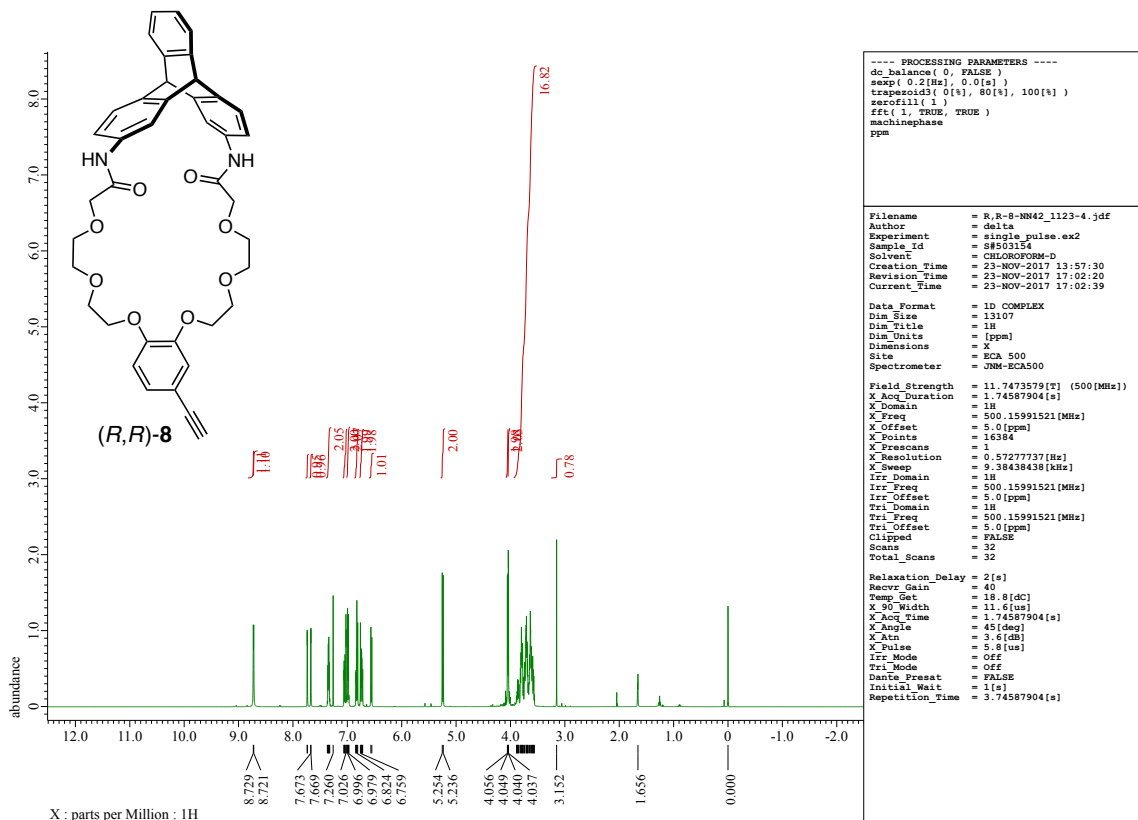 HN
NH
O
O
O
O
O
O
O
O
(R,R)-8
16.82
1.11
1.10
0.96
2.05
1.98
1.01
2.00
0.78
abundance
8.0
7.0
6.0
5.0
4.0
3.0
2.0
1.0
0
12.0 11.0 10.0 9.0 8.0 7.0 6.0 5.0 4.0 3.0 2.0 1.0 0 -1.0 -2.0
8.729
8.721
7.673
7.669
7.260
7.026
6.996
6.979
6.824
6.759
5.254
5.236
4.056
4.049
4.040
4.037
3.152
1.656
0.000
X : parts per Million : 1H
---- PROCESSING PARAMETERS ----
dc_balance( 0, FALSE )
sexp( 0.2[Hz], 0.0[s] )
trapezoid3( 0[%], 80[%], 100[%] )
zerofill( 1 )
fft( 1, TRUE, TRUE )
machinephase
ppm
Filename = R,R-8-NN42_1123-4.jdf
Author = delta
Experiment = single_pulse.ex2
Sample_Id = S#503154
Solvent = CHLOROFORM-D
Creation_Time = 23-NOV-2017 13:57:30
Revision_Time = 23-NOV-2017 17:02:20
Current_Time = 23-NOV-2017 17:02:39
Data_Format = 1D COMPLEX
Dim_Size = 13107
Dim_Title = 1H
Dim_Units = [ppm]
Dimensions = X
Site = ECA 500
Spectrometer = JNM-ECA500
Field_Strength = 11.7473579[T] (500[MHz])
X_Acq_Duration = 1.74587904[s]
X_Domain = 1H
X_Freq = 500.15991521[MHz]
X_Offset = 5.0[ppm]
X_Points = 16384
X_Prescans = 1
X_Resolution = 0.57277737[Hz]
X_Sweep = 9.38438438[kHz]
Irr_Domain = 1H
Irr_Freq = 500.15991521[MHz]
Irr_Offset = 5.0[ppm]
Tri_Domain = 1H
Tri_Freq = 500.15991521[MHz]
Tri_Offset = 5.0[ppm]
Clipped = FALSE
Scans = 32
Total_Scans = 32
Relaxation_Delay = 2[s]
Recvr_Gain = 40
Temp_Get = 18.8[dC]
X_90_Width = 11.6[us]
X_Acq_Time = 1.74587904[s]
X_Angle = 45[deg]
X_Atn = 3.6[dB]
X_Pulse = 5.8[us]
Irr_Mode = Off
Tri_Mode = Off
Dante_Presat = FALSE
Initial_Wait = 1[s]
Repetition_Time = 3.74587904[s]